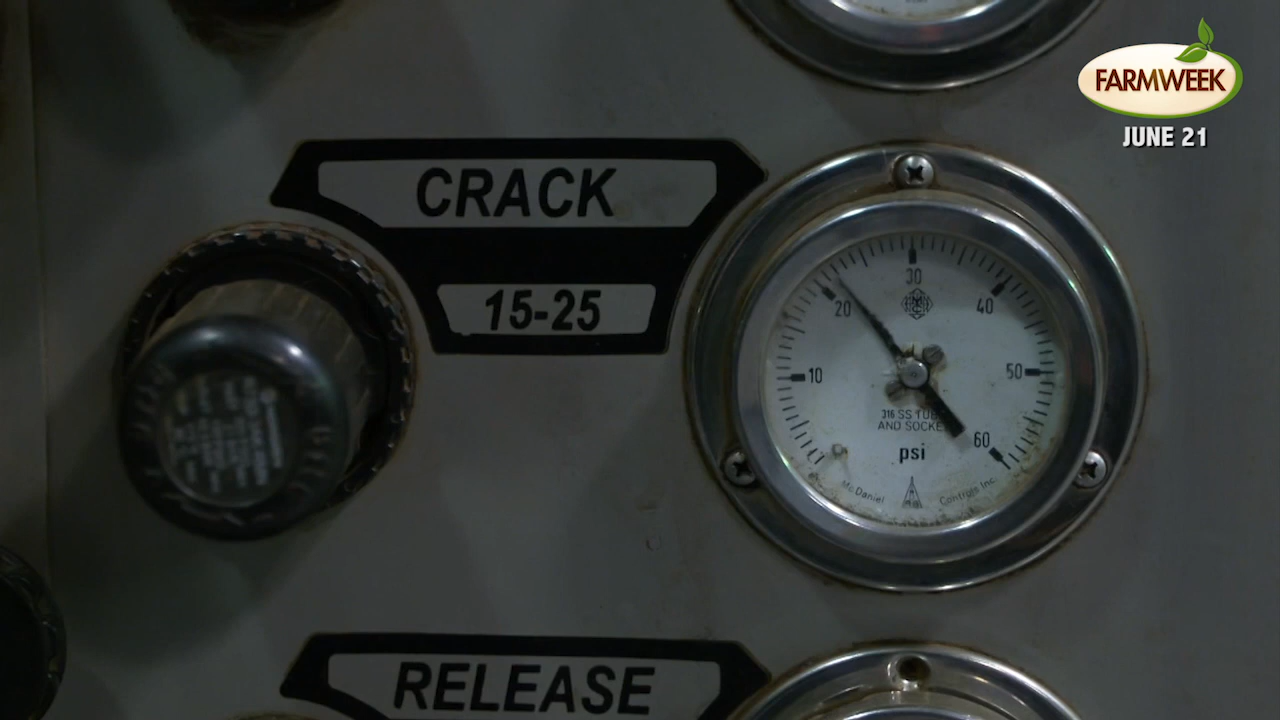 FARMWEEK
JUNE 21
CRACK
15-25
30
20
40
10
50
316 SS TUBE
AND SOCKET
60
psi
McDaniel
Controls Inc.
RELEASE